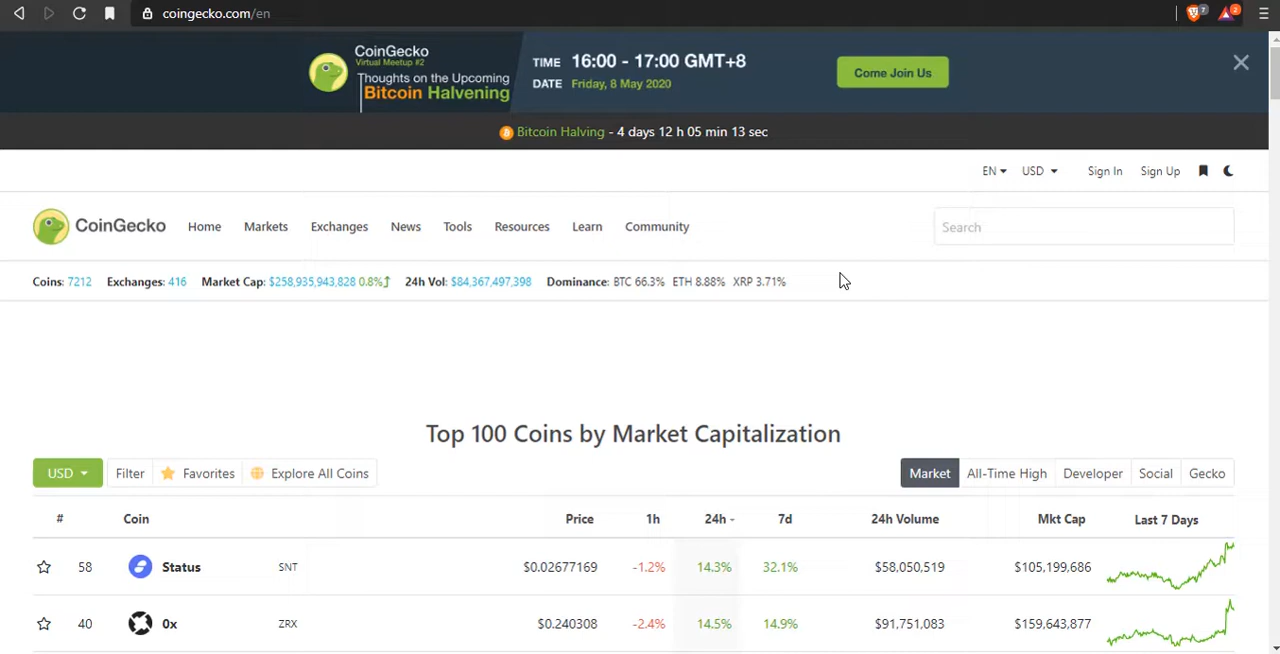 coingecko.com/en
7
2
CoinGecko
Virtual Meetup #2
Thoughts on the Upcoming
Bitcoin Halvening
TIME 16:00 - 17:00 GMT+8
DATE Friday, 8 May 2020
Come Join Us
Bitcoin Halving - 4 days 12 h 05 min 13 sec
EN USD Sign In Sign Up
CoinGecko Home Markets Exchanges News Tools Resources Learn Community Search
Coins: 7212 Exchanges: 416 Market Cap: $258,935,943,828 0.8% 24h Vol: $84,367,497,398 Dominance: BTC 66.3% ETH 8.88% XRP 3.71%
Top 100 Coins by Market Capitalization
USD Filter Favorites Explore All Coins Market All-Time High Developer Social Gecko
# Coin Price 1h 24h 7d 24h Volume Mkt Cap Last 7 Days
58 Status SNT $0.02677169 -1.2% 14.3% 32.1% $58,050,519 $105,199,686
40 0x ZRX $0.240308 -2.4% 14.5% 14.9% $91,751,083 $159,643,877